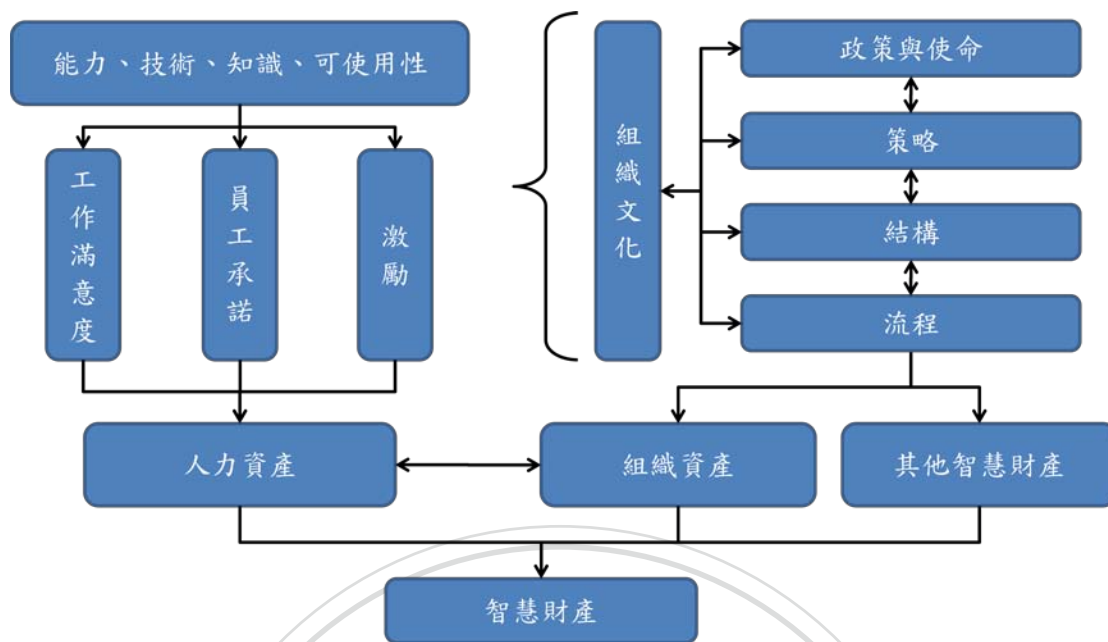 能力、技術、知識、可使用性
工作滿意度
員工承諾
激勵
組織文化
政策與使命
策略
結構
流程
人力資產
組織資產
其他智慧財產
智慧財產